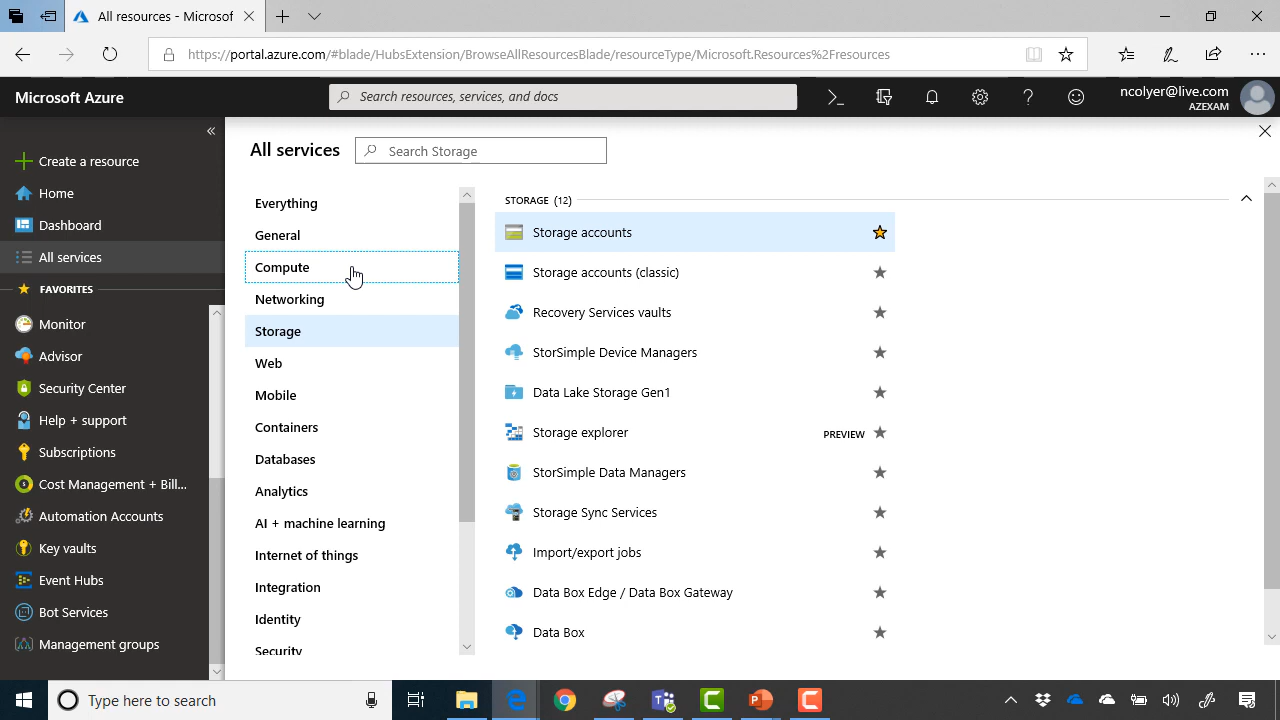 All resources - Microsof
https://portal.azure.com/#blade/HubsExtension/BrowseAllResourcesBlade/resourceType/Microsoft.Resources%2Fresources
Microsoft Azure
Search resources, services, and docs
ncolyer@live.com
AZEXAM
Create a resource
Home
Dashboard
All services
FAVORITES
Monitor
Advisor
Security Center
Help + support
Subscriptions
Cost Management + Bill...
Automation Accounts
Key vaults
Event Hubs
Bot Services
Management groups
All services
Search Storage
Everything
General
Compute
Networking
Storage
Web
Mobile
Containers
Databases
Analytics
AI + machine learning
Internet of things
Integration
Identity
Security
STORAGE (12)
Storage accounts
Storage accounts (classic)
Recovery Services vaults
StorSimple Device Managers
Data Lake Storage Gen1
Storage explorer PREVIEW
StorSimple Data Managers
Storage Sync Services
Import/export jobs
Data Box Edge / Data Box Gateway
Data Box
Type here to search